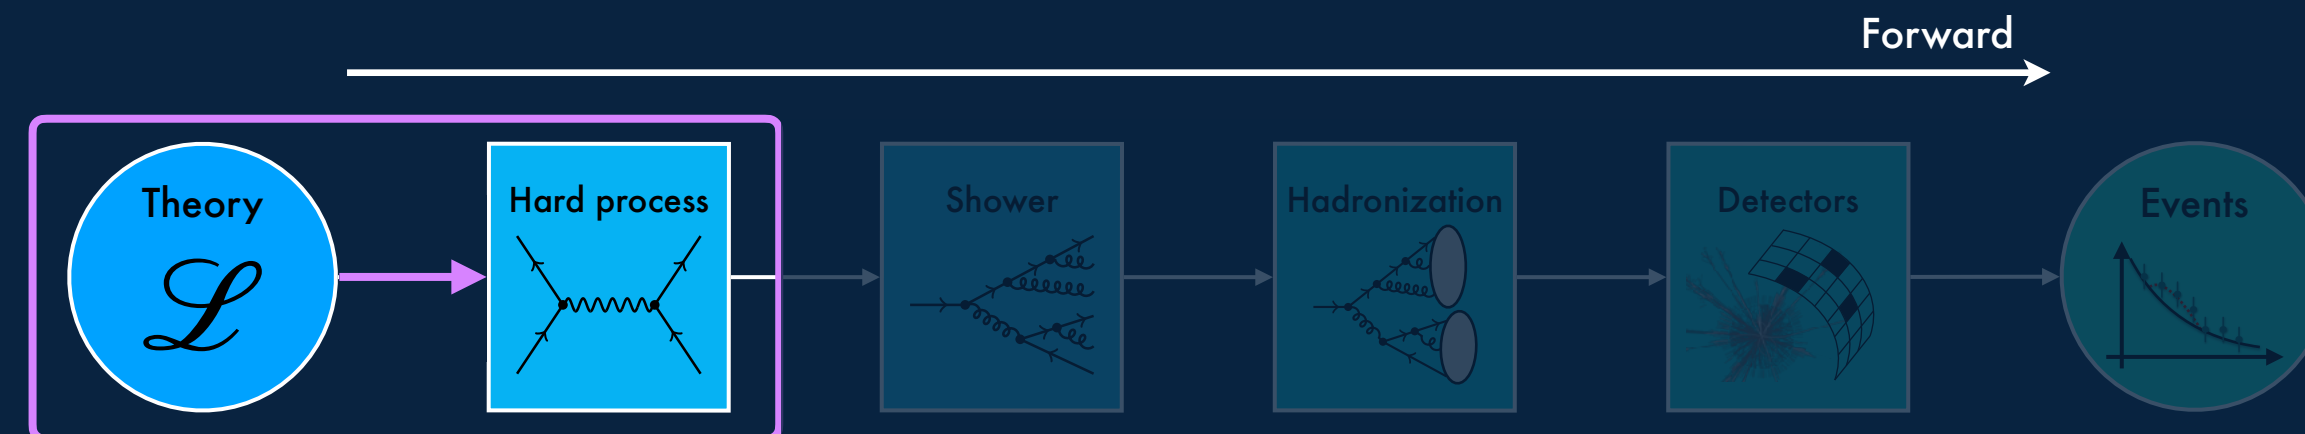 Forward
Theory
ℒ
Hard process
Shower
Hadronization
Detectors
Events